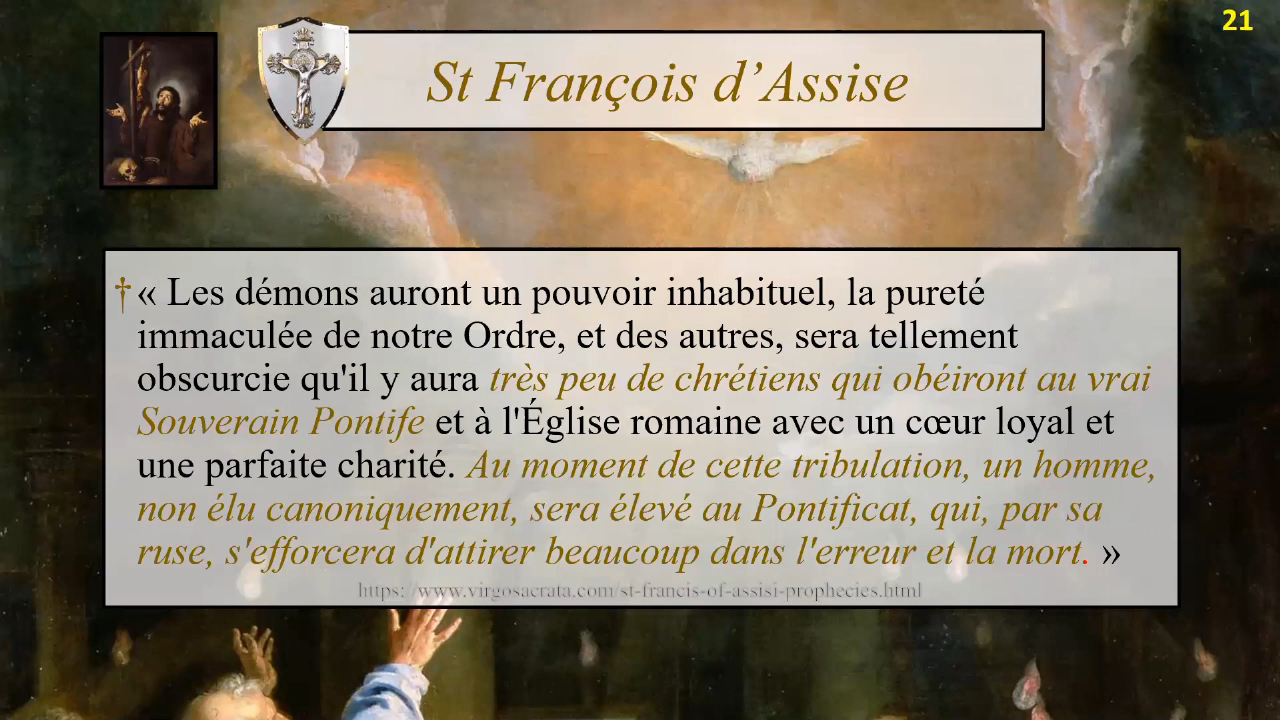 21
St François d’Assise
† « Les démons auront un pouvoir inhabituel, la pureté
immaculée de notre Ordre, et des autres, sera tellement
obscurcie qu'il y aura très peu de chrétiens qui obéiront au vrai
Souverain Pontife et à l'Église romaine avec un cœur loyal et
une parfaite charité. Au moment de cette tribulation, un homme,
non élu canoniquement, sera élevé au Pontificat, qui, par sa
ruse, s'efforcera d'attirer beaucoup dans l'erreur et la mort. »
https://www.virgosacrata.com/st-francis-of-assisi-prophecies.html